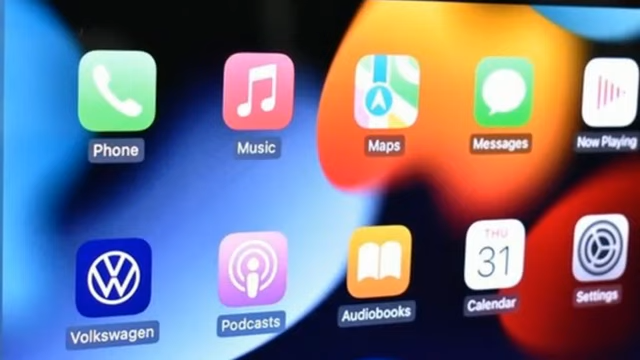 Phone
Music
Maps
Messages
Now Playing
Volkswagen
Podcasts
Audiobooks
THU
31
Calendar
Settings